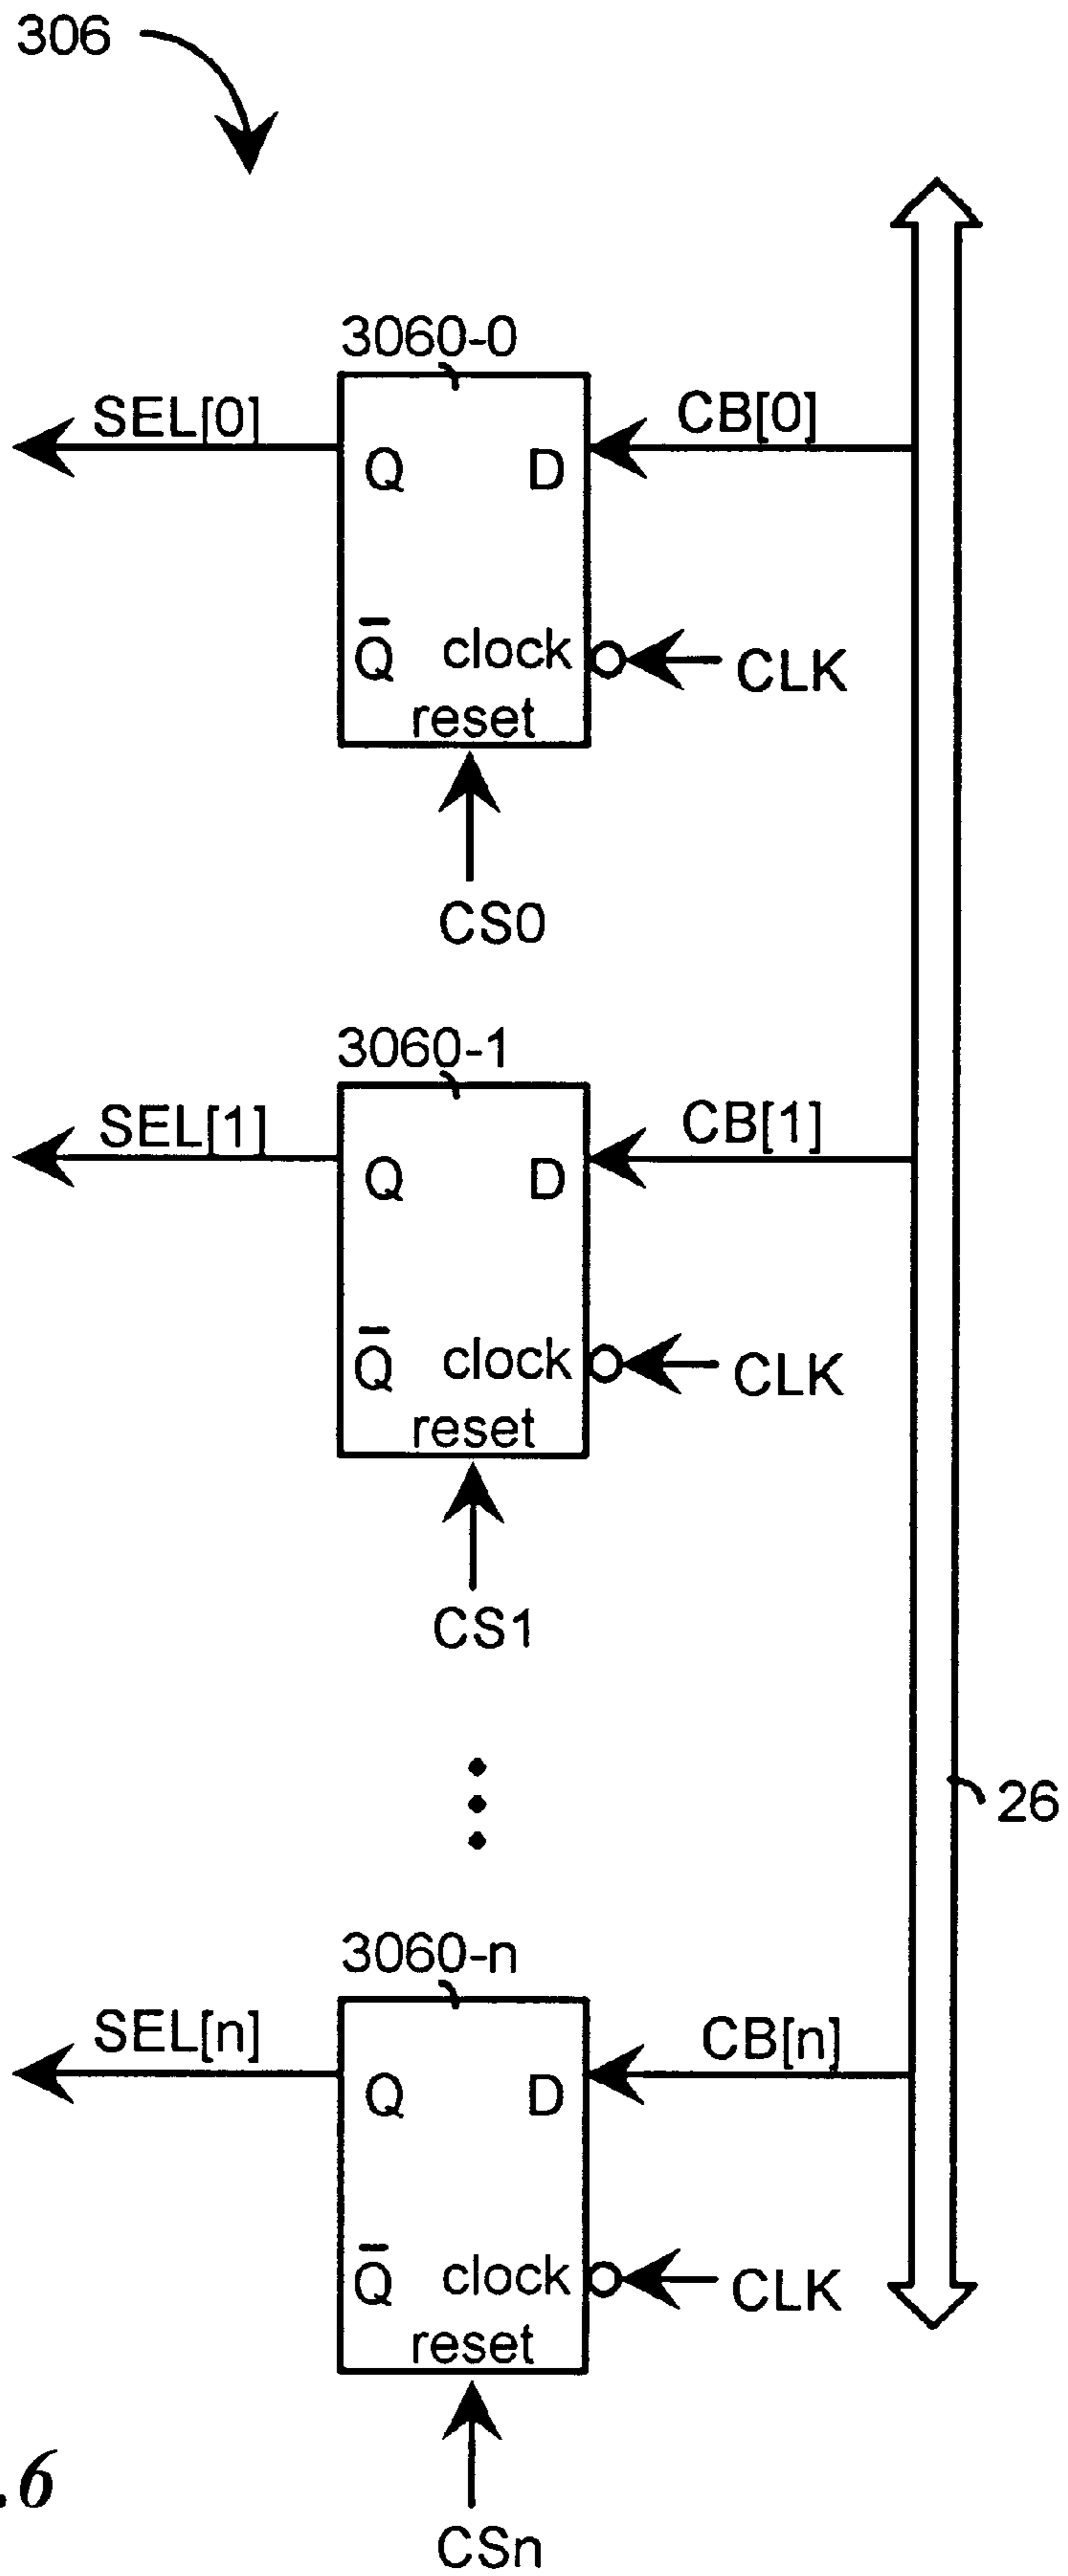 306
3060-0
SEL[0]
CB[0]
Q D
Q̅ clock
CLK
reset
CS0
3060-1
SEL[1]
CB[1]
Q D
Q̅ clock
CLK
reset
CS1
26
3060-n
SEL[n]
CB[n]
Q D
Q̅ clock
CLK
reset
.6
CSn